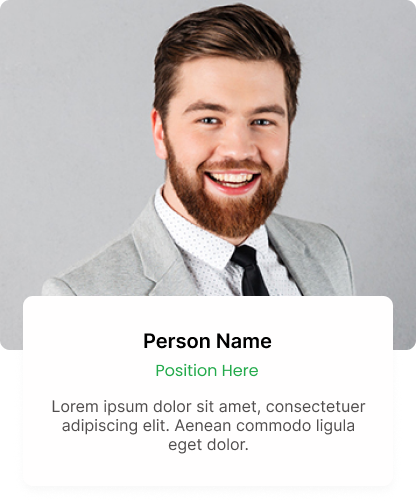 Person Name
Position Here
Lorem ipsum dolor sit amet, consectetuer
adipiscing elit. Aenean commodo ligula
eget dolor.